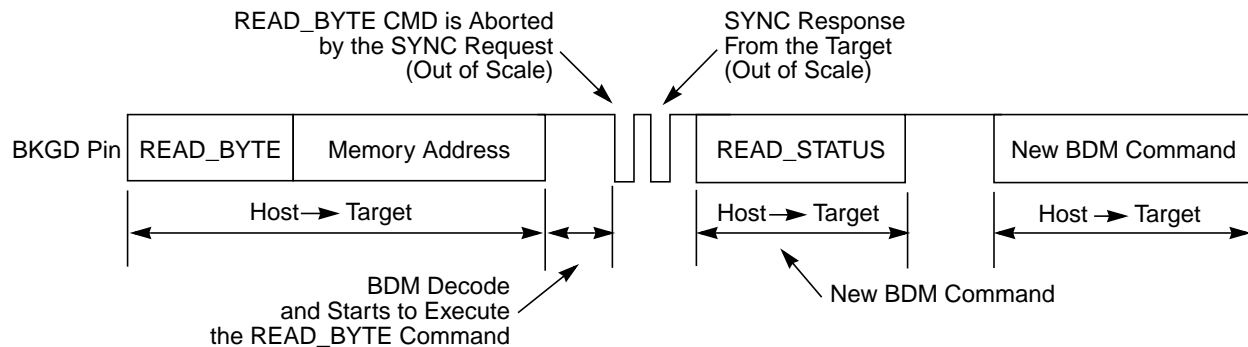 READ_BYTE CMD is Aborted
by the SYNC Request
(Out of Scale)
SYNC Response
From the Target
(Out of Scale)
BKGD Pin
READ_BYTE
Memory Address
READ_STATUS
New BDM Command
Host Target
Host Target
Host Target
BDM Decode
and Starts to Execute
the READ_BYTE Command
New BDM Command